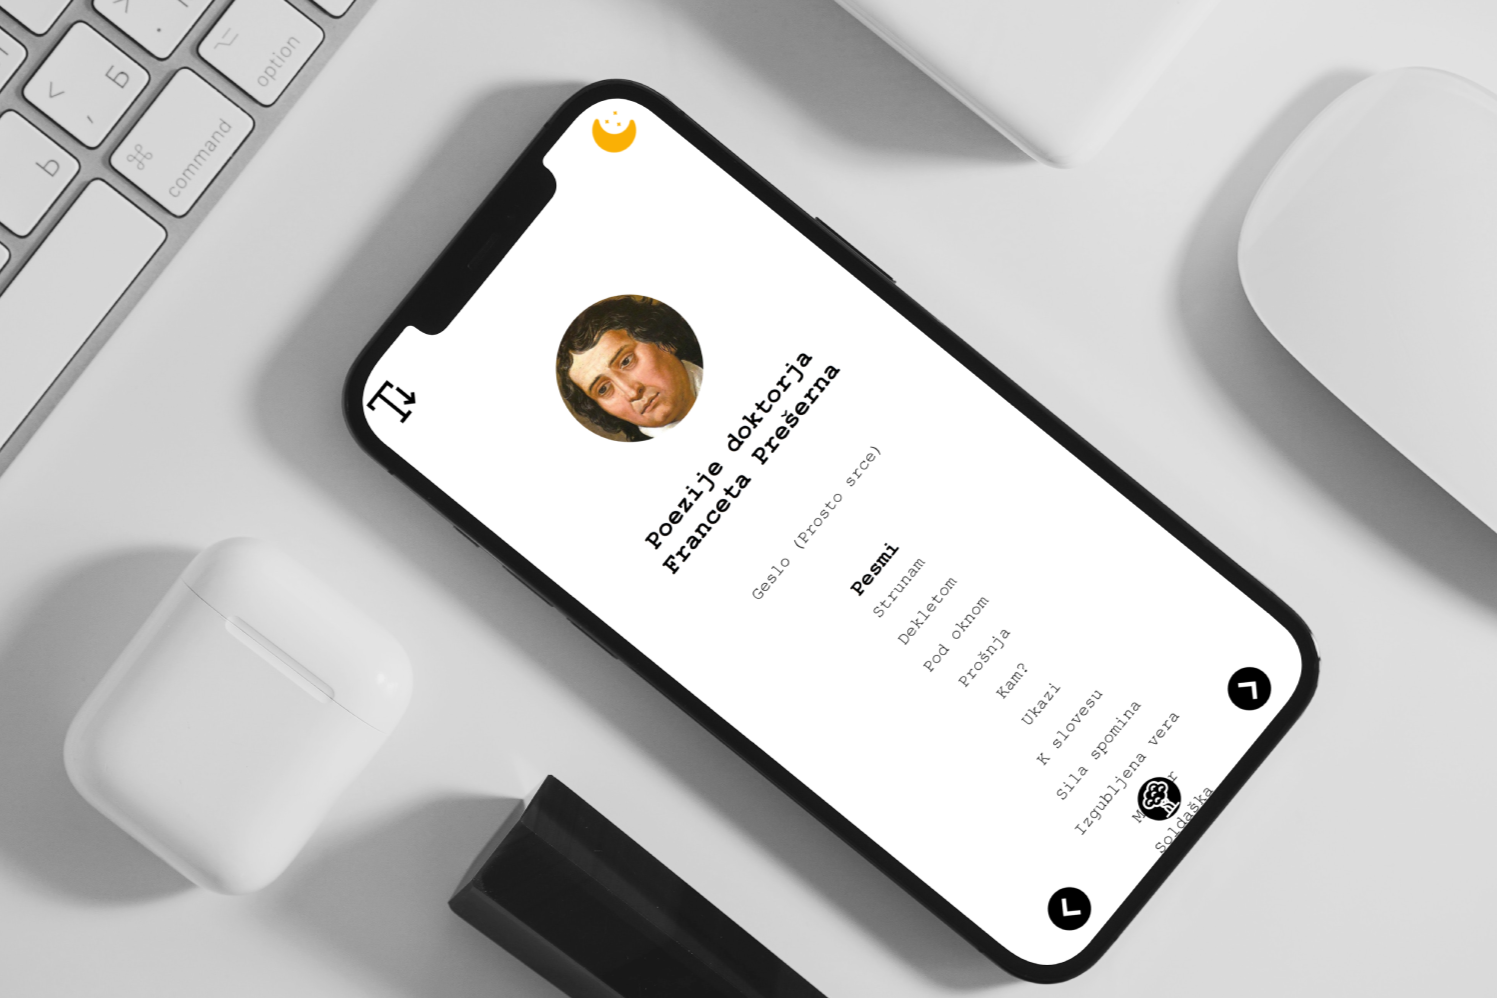 option
⌘
command
<
Б
,
Ь
Poezije doktorja
Franceta Prešerna
Geslo (Prosto srce)
Pesmi
Strunam
Dekletom
Pod oknom
Prošnja
Kam?
Ukazi
K slovesu
Sila spomina
Izgubljena vera
Soldaška